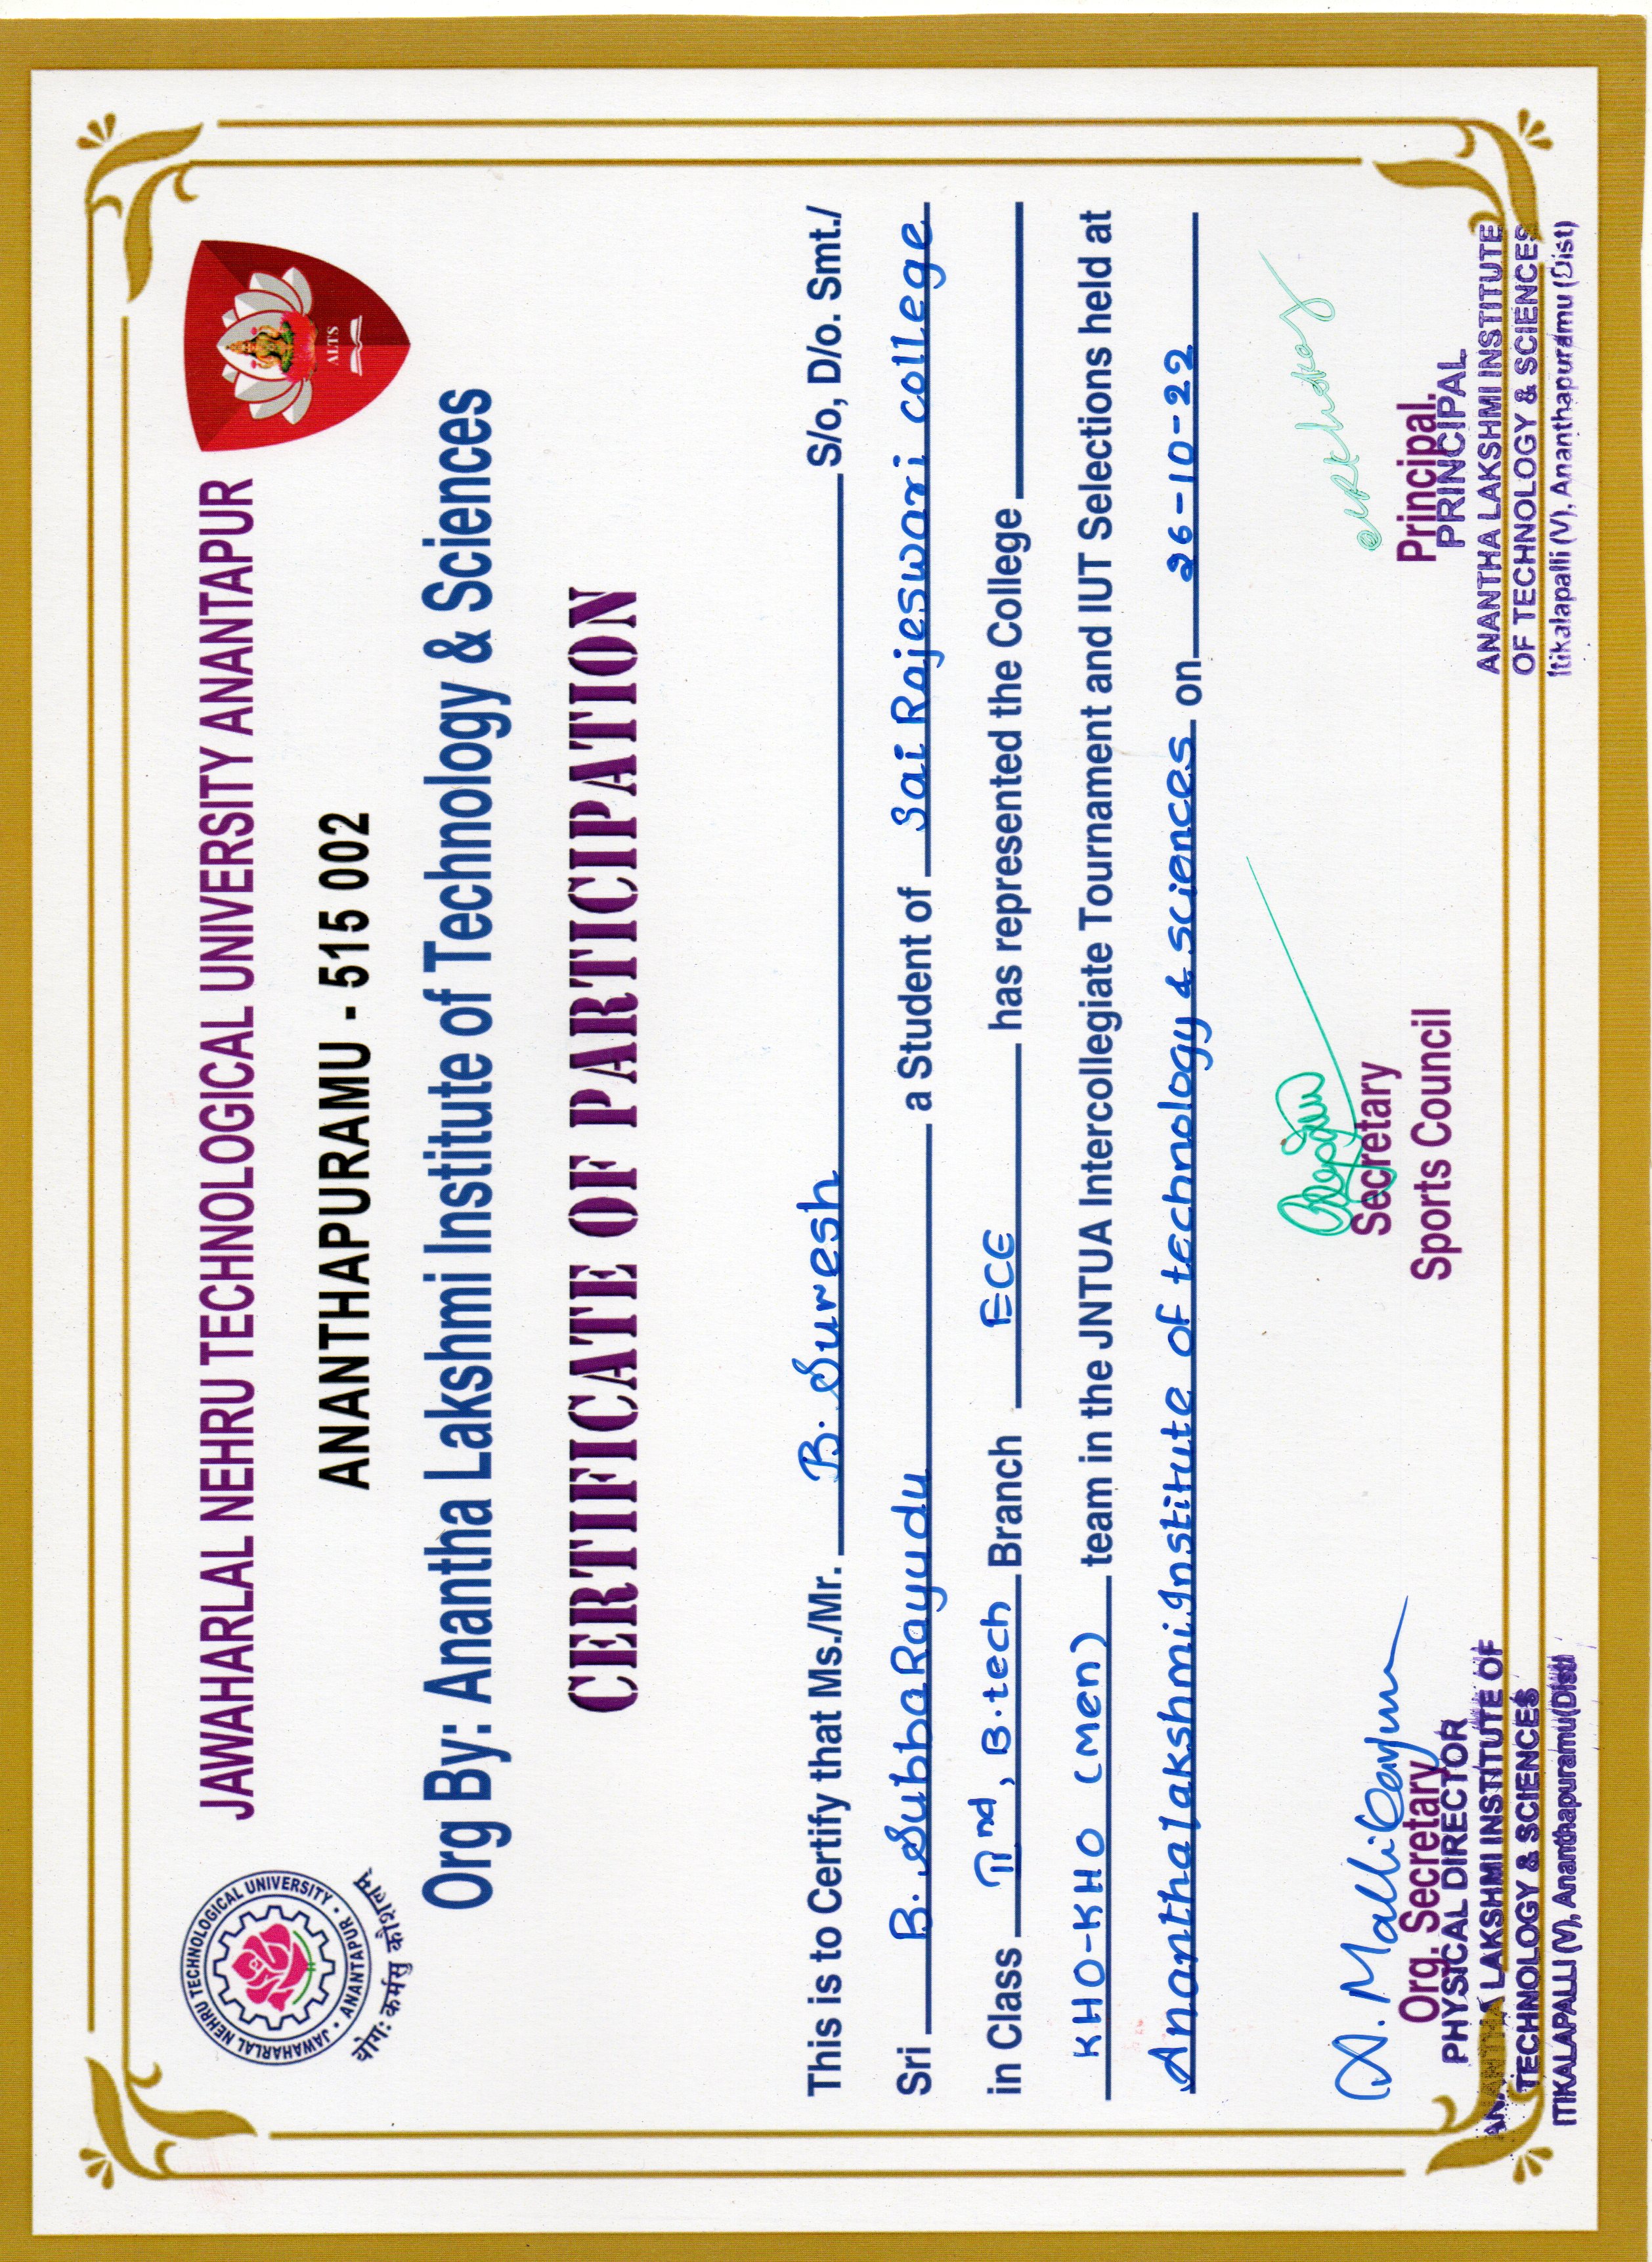 JAWAHARLAL NEHRU TECHNOLOGICAL UNIVERSITY
ANANTAPUR
योगः कर्मसु कौशलम्
JAWAHARLAL NEHRU TECHNOLOGICAL UNIVERSITY ANANTAPUR
ALTS
ANANTHAPURAMU - 515 002
Org By: Anantha Lakshmi Institute of Technology & Sciences
CERTIFICATE OF PARTICIPATION
This is to Certify that Ms./Mr. B. Suresh S/o, D/o. Smt./
Sri B. SubbaRayudu a Student of Sai Rajeswari college
in Class IInd, B.tech Branch ECE has represented the College
KHO-KHO (Men) team in the JNTUA Intercollegiate Tournament and IUT Selections held at
Ananthalakshmi Institute of technology & sciences on 26-10-22
Org. Secretary
PHYSICAL DIRECTOR
ANANTHA LAKSHMI INSTITUTE OF
TECHNOLOGY & SCIENCES
ITIKALAPALLI (V), Ananthapuramu(Dist)
Secretary
Sports Council
Principal.
PRINCIPAL
ANANTHA LAKSHMI INSTITUTE
OF TECHNOLOGY & SCIENCES
Itikalapalli (V), Ananthapuramu (Dist)